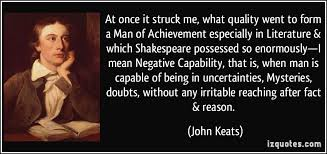 At once it struck me, what quality went to form
a Man of Achievement especially in Literature &
which Shakespeare possessed so enormously—I
mean Negative Capability, that is, when man is
capable of being in uncertainties, Mysteries,
doubts, without any irritable reaching after fact
& reason.
(John Keats)
izquotes.com